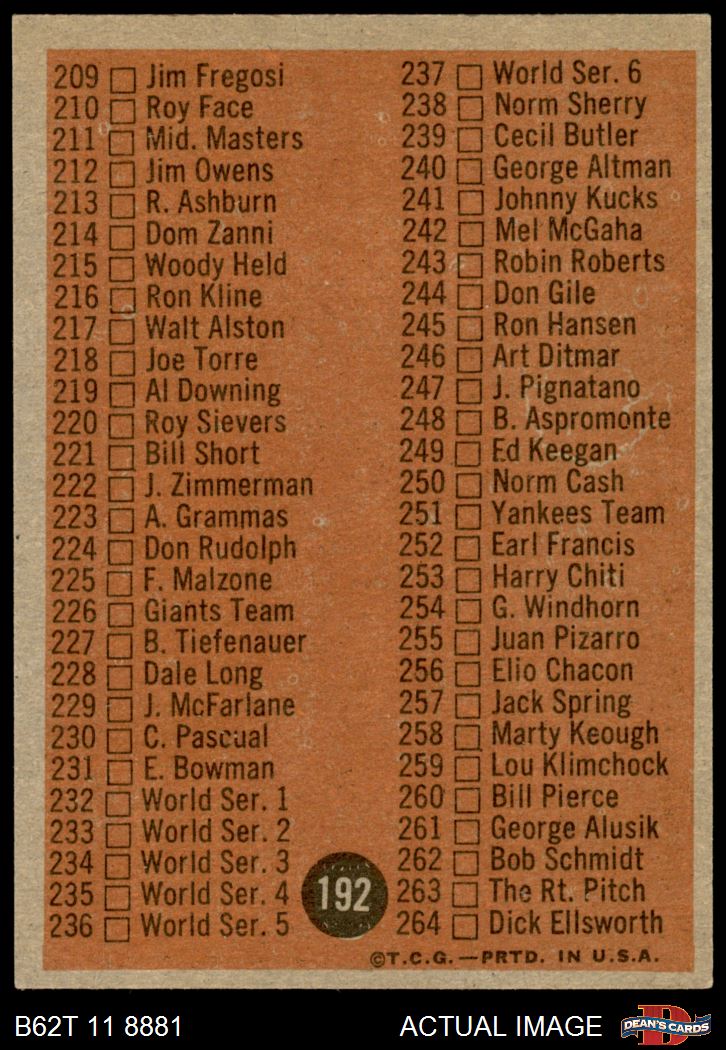 209 Jim Fregosi
210 Roy Face
211 Mid. Masters
212 Jim Owens
213 R. Ashburn
214 Dom Zanni
215 Woody Held
216 Ron Kline
217 Walt Alston
218 Joe Torre
219 Al Downing
220 Roy Sievers
221 Bill Short
222 J. Zimmerman
223 A. Grammas
224 Don Rudolph
225 F. Malzone
226 Giants Team
227 B. Tiefenauer
228 Dale Long
229 J. McFarlane
230 C. Pascual
231 E. Bowman
232 World Ser. 1
233 World Ser. 2
234 World Ser. 3
235 World Ser. 4
236 World Ser. 5
237 World Ser. 6
238 Norm Sherry
239 Cecil Butler
240 George Altman
241 Johnny Kucks
242 Mel McGaha
243 Robin Roberts
244 Don Gile
245 Ron Hansen
246 Art Ditmar
247 J. Pignatano
248 B. Aspromonte
249 Ed Keegan
250 Norm Cash
251 Yankees Team
252 Earl Francis
253 Harry Chiti
254 G. Windhorn
255 Juan Pizarro
256 Elio Chacon
257 Jack Spring
258 Marty Keough
259 Lou Klimchock
260 Bill Pierce
261 George Alusik
262 Bob Schmidt
263 The Rt. Pitch
264 Dick Ellsworth
192
©T.C.G.—PRTD. IN U.S.A.
B62T 11 8881
ACTUAL IMAGE
D
DEAN'S CARDS